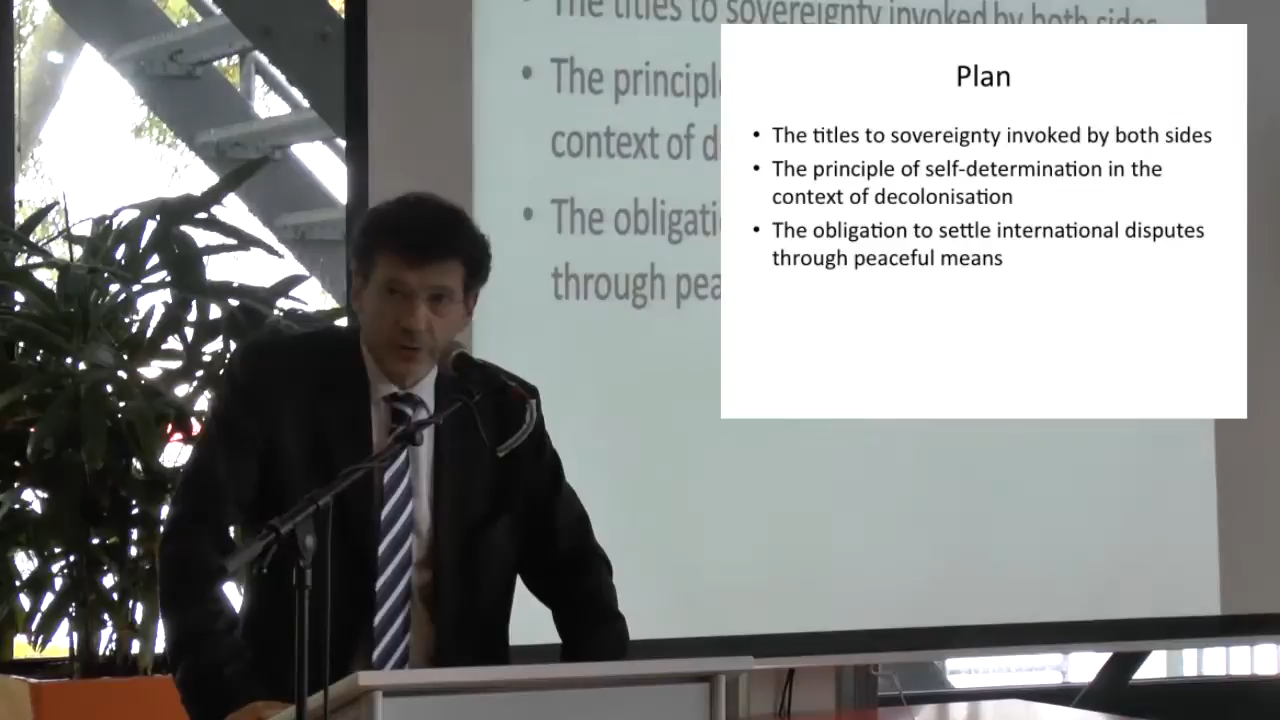 The titles to sovereignty invoked by both sides
• The principl
context of d
• The obligati
through pea
Plan
• The titles to sovereignty invoked by both sides
• The principle of self-determination in the
context of decolonisation
• The obligation to settle international disputes
through peaceful means